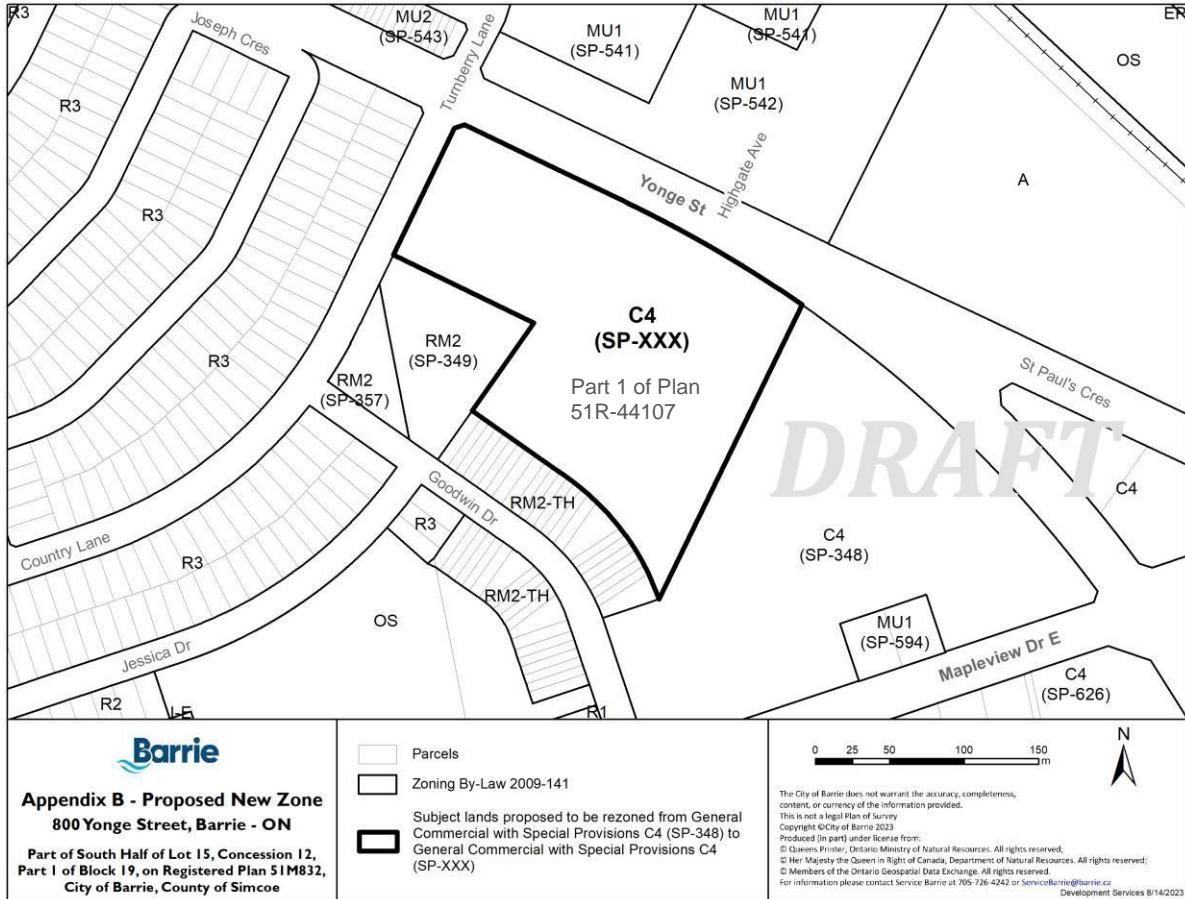 R3
Joseph Cres
MU2
(SP-543)
Turnberry Lane
MU1
(SP-541)
MU1
(SP-541)
MU1
(SP-542)
OS
R3
R3
R3
Yonge St
Highgate Ave
A
C4
(SP-XXX)
Part 1 of Plan
51R-44107
RM2
(SP-349)
RM2
(SP-357)
St Paul's Cres
DRAFT
C4
Goodwin Dr
RM2-TH
R3
C4
(SP-348)
Country Lane
R3
RM2-TH
OS
MU1
(SP-594)
Mapleview Dr E
C4
(SP-626)
Jessica Dr
R2
R1
Barrie
Appendix B - Proposed New Zone
800 Yonge Street, Barrie - ON
Part of South Half of Lot 15, Concession 12,
Part 1 of Block 19, on Registered Plan 51M832,
City of Barrie, County of Simcoe
Parcels
Zoning By-Law 2009-141
Subject lands proposed to be rezoned from General
Commercial with Special Provisions C4 (SP-348) to
General Commercial with Special Provisions C4
(SP-XXX)
0 25 50 100 150
m
N
The City of Barrie does not warrant the accuracy, completeness,
content, or currency of the information provided.
This is not a legal Plan of Survey
Copyright ©City of Barrie 2023
Produced (in part) under license from:
© Queens Printer, Ontario Ministry of Natural Resources. All rights reserved;
© Her Majesty the Queen in Right of Canada, Department of Natural Resources. All rights reserved;
© Members of the Ontario Geospatial Data Exchange. All rights reserved.
For information please contact Service Barrie at 705-726-4242 or ServiceBarrie@barrie.ca
Development Services 8/14/2023